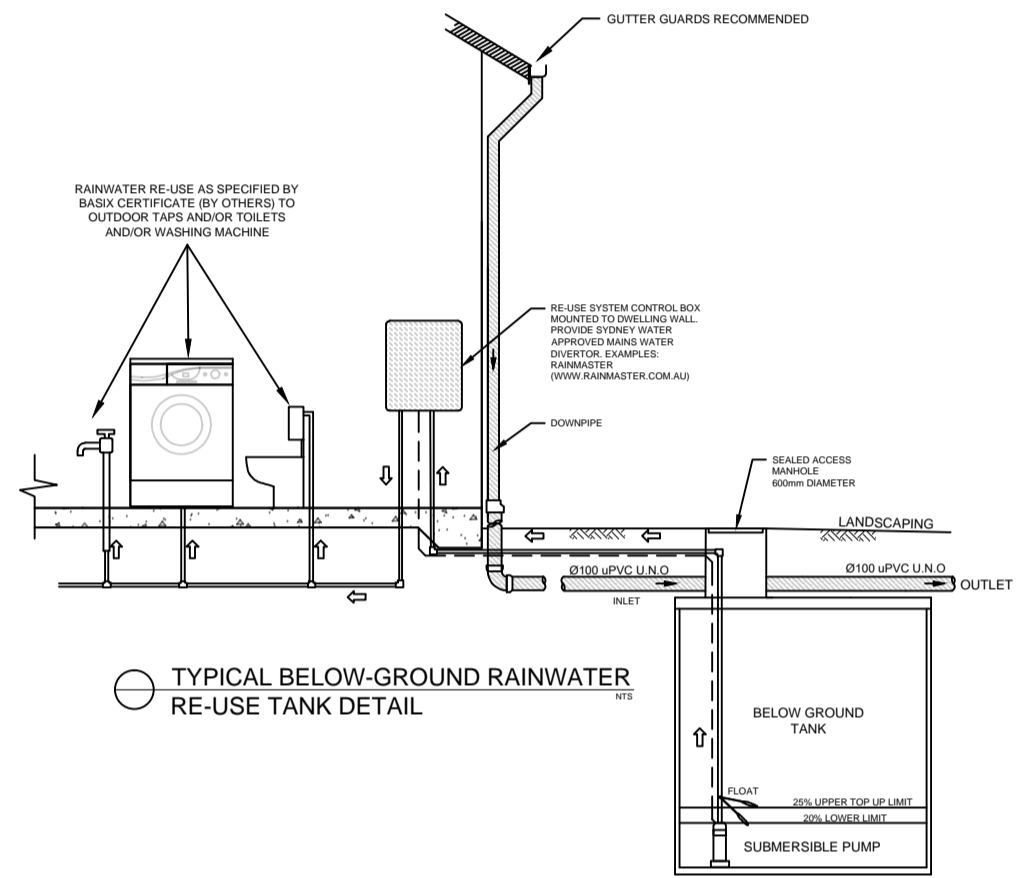 GUTTER GUARDS RECOMMENDED
RAINWATER RE-USE AS SPECIFIED BY
BASIX CERTIFICATE (BY OTHERS) TO
OUTDOOR TAPS AND/OR TOILETS
AND/OR WASHING MACHINE
RE-USE SYSTEM CONTROL BOX
MOUNTED TO DWELLING WALL.
PROVIDE SYDNEY WATER
APPROVED MAINS WATER
DIVERTOR. EXAMPLES:
RAINMASTER
(WWW.RAINMASTER.COM.AU)
DOWNPIPE
SEALED ACCESS
MANHOLE
600mm DIAMETER
LANDSCAPING
Ø100 uPVC U.N.O
Ø100 uPVC U.N.O
OUTLET
INLET
TYPICAL BELOW-GROUND RAINWATER
NTS
RE-USE TANK DETAIL
BELOW GROUND
TANK
FLOAT
25% UPPER TOP UP LIMIT
20% LOWER LIMIT
SUBMERSIBLE PUMP